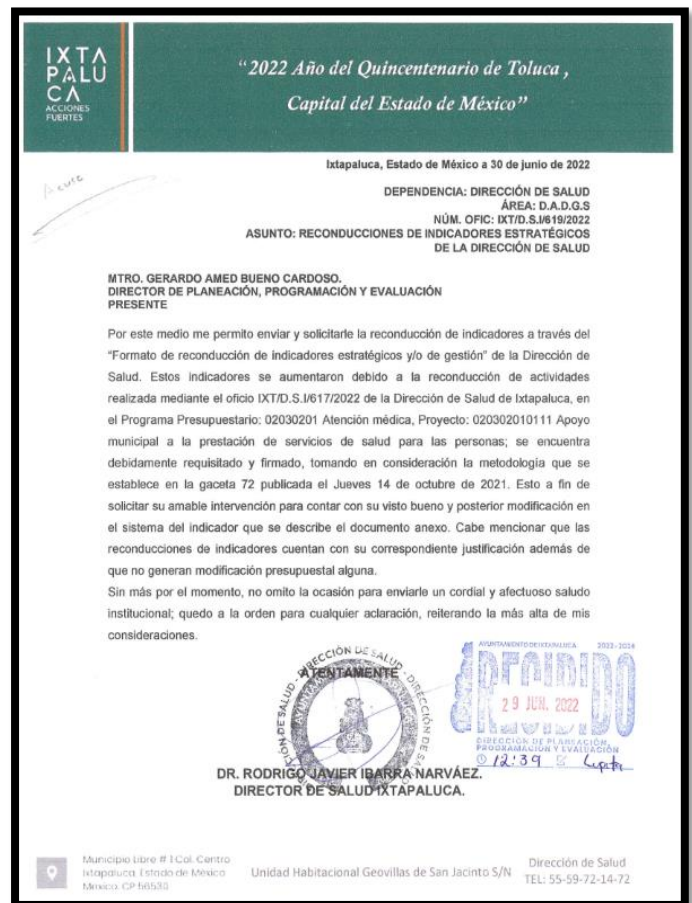 IXTA
PALU
CA
ACCIONES
FUERTES
"2022 Año del Quincentenario de Toluca ,
Capital del Estado de México"
Acuse
Ixtapaluca, Estado de México a 30 de junio de 2022
DEPENDENCIA: DIRECCIÓN DE SALUD
ÁREA: D.A.D.G.S
NÚM. OFIC: IXT/D.S.I/619/2022
ASUNTO: RECONDUCCIONES DE INDICADORES ESTRATÉGICOS
DE LA DIRECCIÓN DE SALUD
MTRO. GERARDO AMED BUENO CARDOSO.
DIRECTOR DE PLANEACIÓN, PROGRAMACIÓN Y EVALUACIÓN
PRESENTE
Por este medio me permito enviar y solicitarle la reconducción de indicadores a través del
"Formato de reconducción de indicadores estratégicos y/o de gestión" de la Dirección de
Salud. Estos indicadores se aumentaron debido a la reconducción de actividades
realizada mediante el oficio IXT/D.S.I/617/2022 de la Dirección de Salud de Ixtapaluca, en
el Programa Presupuestario: 02030201 Atención médica, Proyecto: 020302010111 Apoyo
municipal a la prestación de servicios de salud para las personas; se encuentra
debidamente requisitado y firmado, tomando en consideración la metodología que se
establece en la gaceta 72 publicada el Jueves 14 de octubre de 2021. Esto a fin de
solicitar su amable intervención para contar con su visto bueno y posterior modificación en
el sistema del indicador que se describe el documento anexo. Cabe mencionar que las
reconducciones de indicadores cuentan con su correspondiente justificación además de
que no generan modificación presupuestal alguna.
Sin más por el momento, no omito la ocasión para enviarle un cordial y afectuoso saludo
institucional; quedo a la orden para cualquier aclaración, reiterando la más alta de mis
consideraciones.
DIRECCIÓN DE SALUD - DIRECCIÓN DE SALUD
ATENTAMENTE
AYUNTAMIENTO DE IXTAPALUCA 2022-2024
RECIBIDO
29 JUN. 2022
DIRECCIÓN DE PLANEACIÓN,
PROGRAMACIÓN Y EVALUACIÓN
12:39 Lupita
DR. RODRIGO JAVIER IBARRA NARVÁEZ.
DIRECTOR DE SALUD IXTAPALUCA.
Municipio Libre # 1 Col. Centro
Ixtapaluca, Estado de México
México. CP 56530
Unidad Habitacional Geovillas de San Jacinto S/N
Dirección de Salud
TEL: 55-59-72-14-72